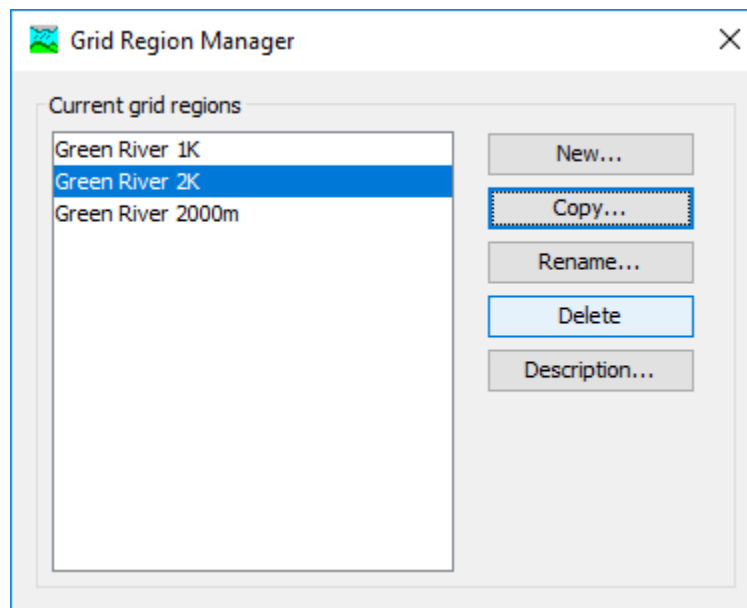 Grid Region Manager
Current grid regions
Green River 1K
Green River 2K
Green River 2000m
New...
Copy...
Rename...
Delete
Description...